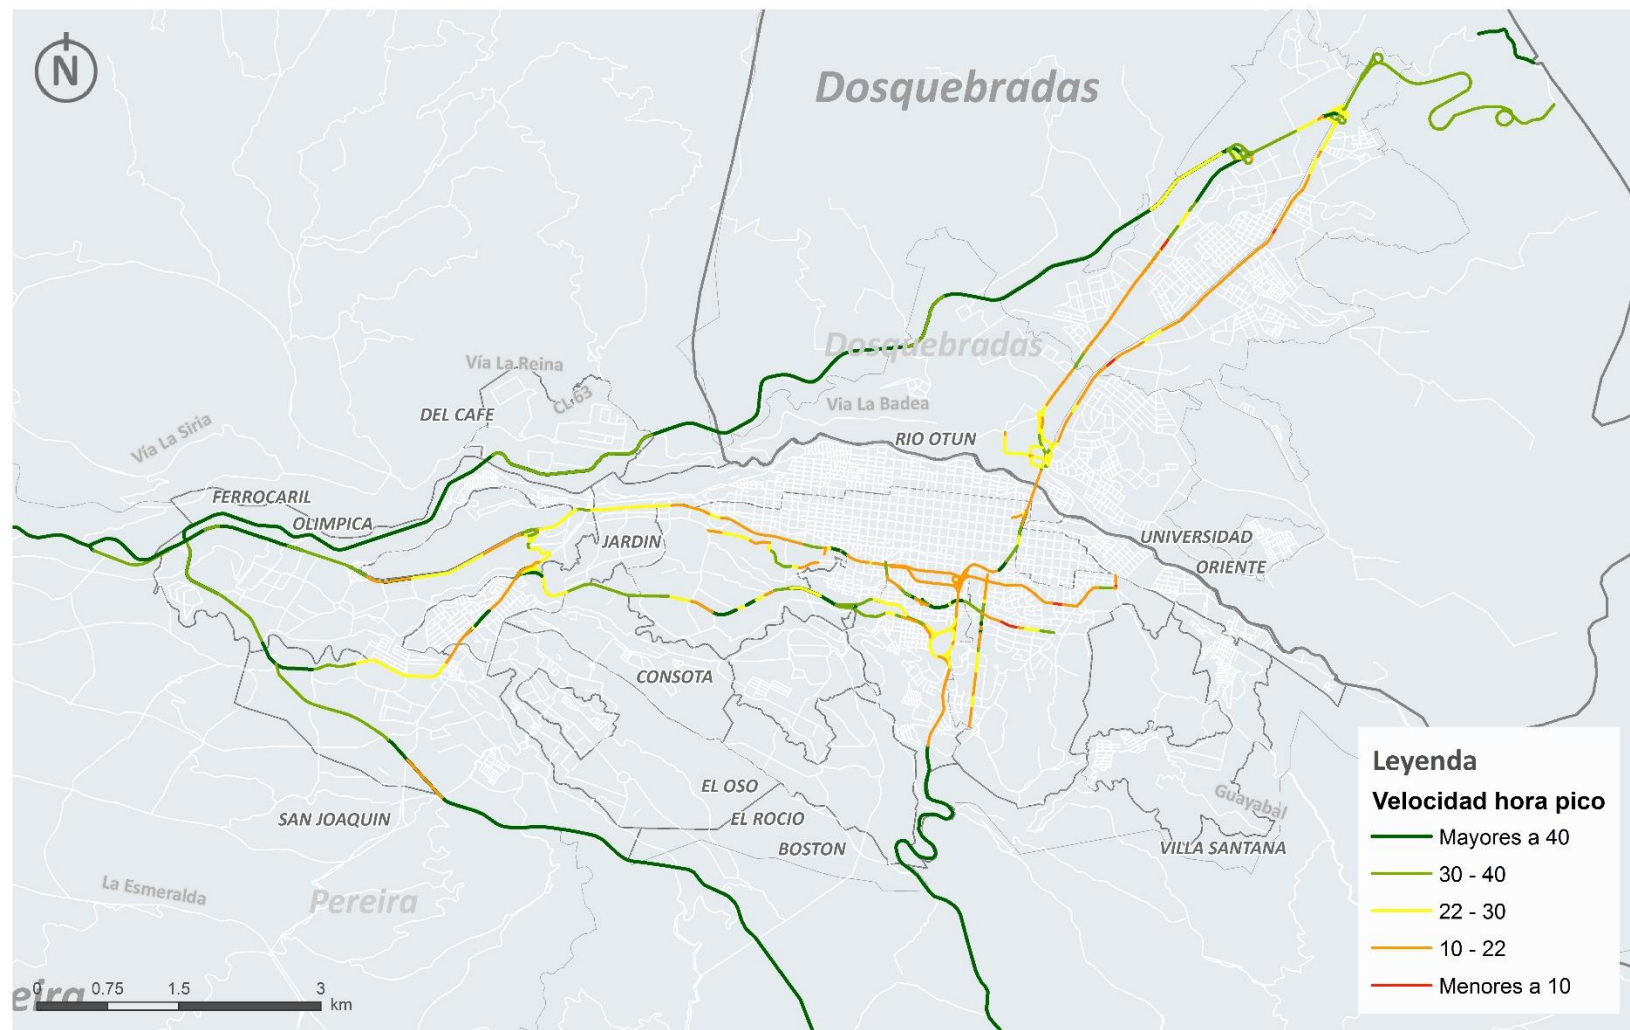 N
Dosquebradas
Dosquebradas
Vía La Reina
CL 63
DEL CAFE
Via La Badea
Vía La Siria
RIO OTUN
FERROCARIL
OLIMPICA
JARDIN
UNIVERSIDAD
ORIENTE
CONSOTA
EL OSO
EL ROCIO
BOSTON
SAN JOAQUIN
Guayabal
VILLA SANTANA
La Esmeralda
Pereira
eira
0 0.75 1.5 3
km
Leyenda
Velocidad hora pico
Mayores a 40
30 - 40
22 - 30
10 - 22
Menores a 10